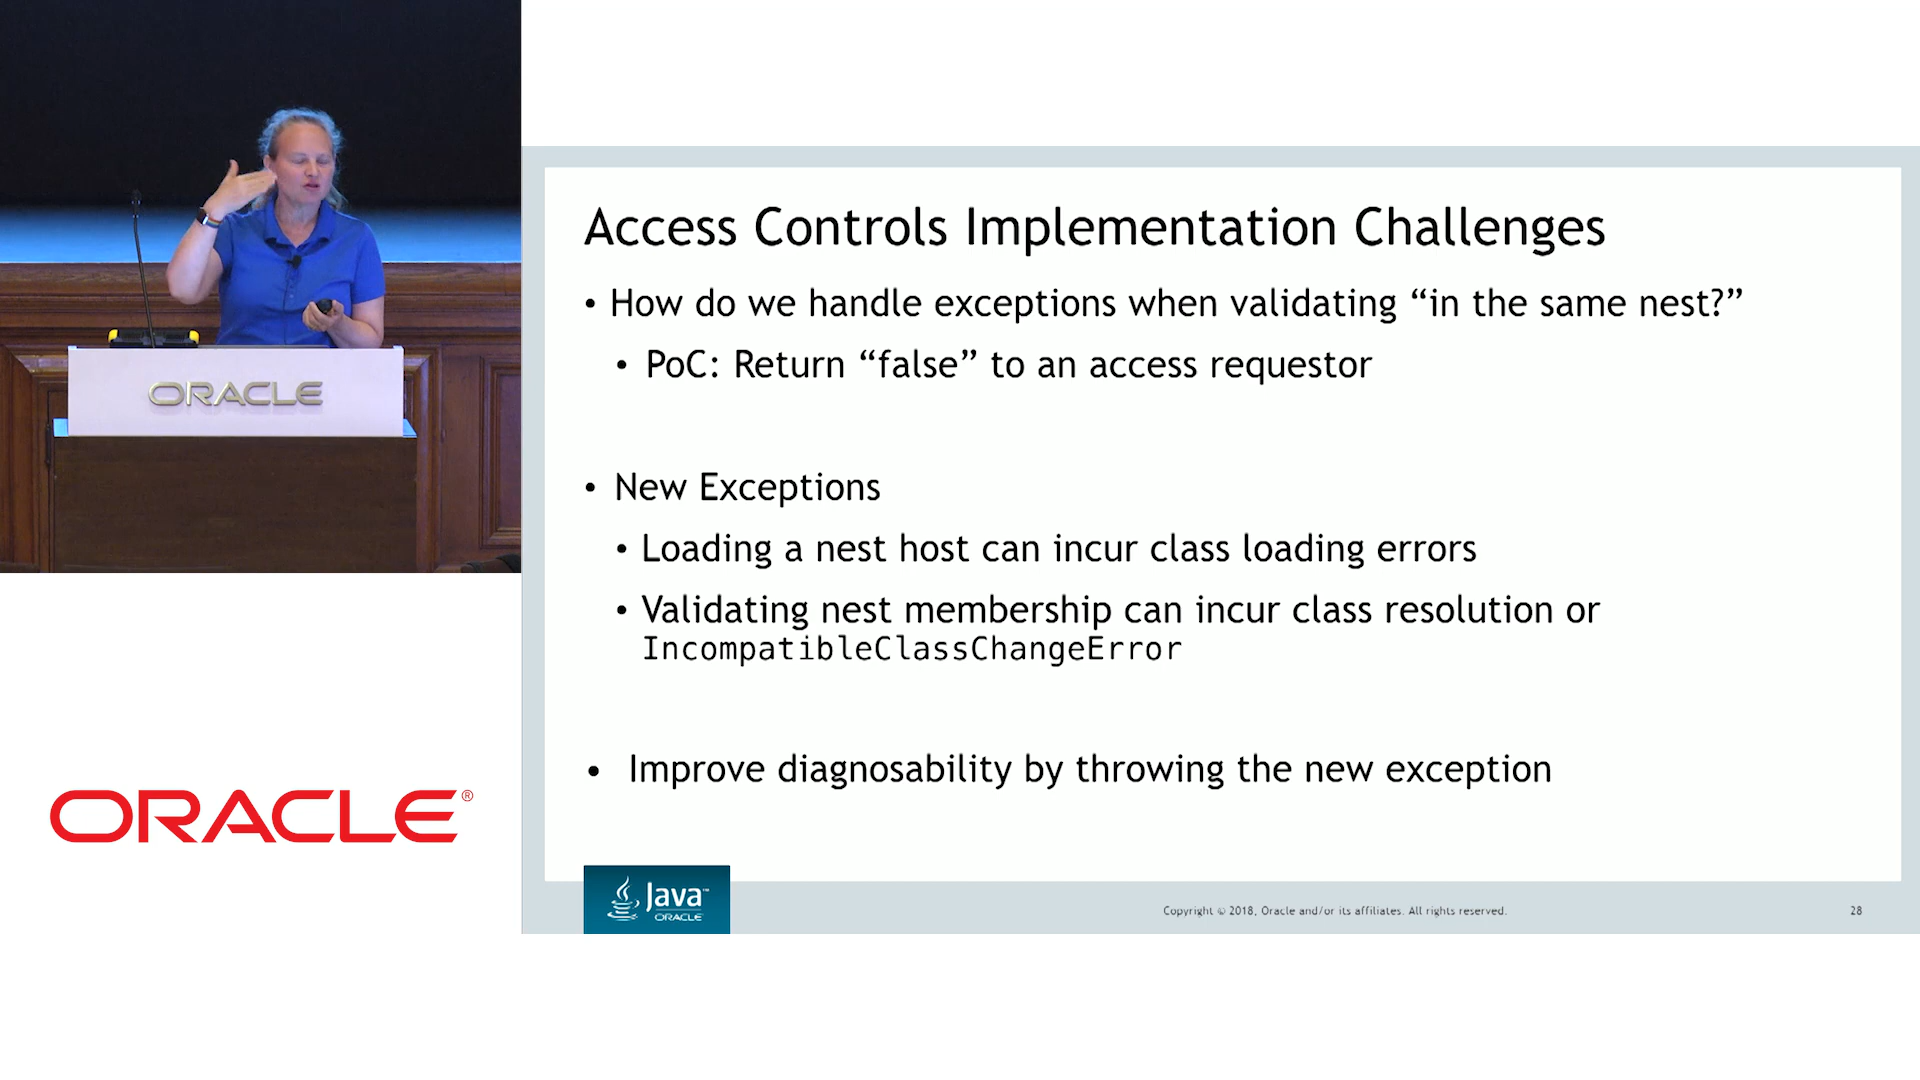 ORACLE
Access Controls Implementation Challenges
• How do we handle exceptions when validating “in the same nest?”
• PoC: Return “false” to an access requestor
• New Exceptions
• Loading a nest host can incur class loading errors
• Validating nest membership can incur class resolution or
IncompatibleClassChangeError
• Improve diagnosability by throwing the new exception
ORACLE®
Java™
ORACLE
Copyright © 2018, Oracle and/or its affiliates. All rights reserved.
28